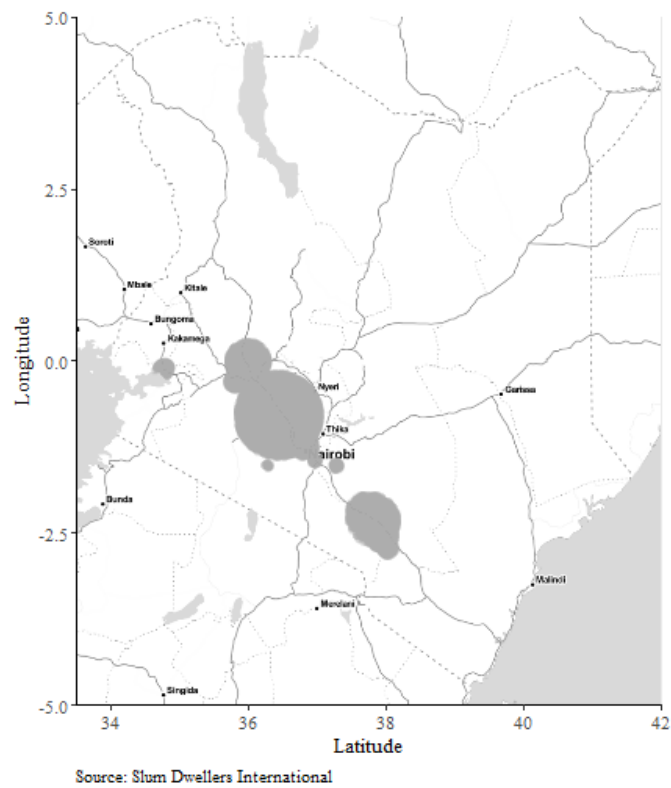 5.0
2.5
Soroti
Mbale
Kitale
Bungoma
Kakamega
0.0
Longitude
Nyeri
Garissa
Thika
airobi
Bunda
-2.5
Malindi
Merelani
Singida
-5.0
34
36
38
40
42
Latitude
Source: Slum Dwellers International